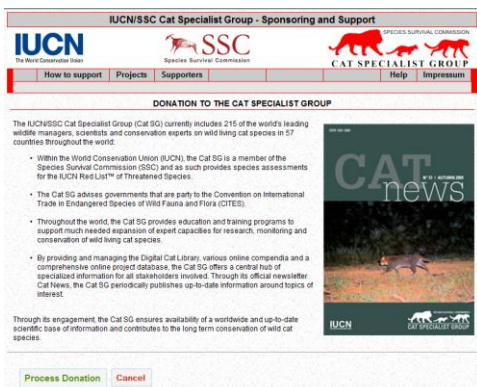 IUCN/SSC Cat Specialist Group - Sponsoring and Support
IUCN
The World Conservation Union
SSC
Species Survival Commission
SPECIES SURVIVAL COMMISSION
CAT SPECIALIST GROUP
How to support Projects Supporters Help Impressum
DONATION TO THE CAT SPECIALIST GROUP
The IUCN/SSC Cat Specialist Group (Cat SG) currently includes 215 of the world's leading
wildlife managers, scientists and conservation experts on wild living cat species in 57
countries throughout the world:
• Within the World Conservation Union (IUCN), the Cat SG is a member of the
Species Survival Commission (SSC) and as such provides species assessments
for the IUCN Red List™ of Threatened Species.
• The Cat SG advises governments that are party to the Convention on International
Trade in Endangered Species of Wild Fauna and Flora (CITES).
• Throughout the world, the Cat SG provides education and training programs to
support much needed expansion of expert capacities for research, monitoring and
conservation of wild living cat species.
• By providing and managing the Digital Cat Library, various online compendia and a
comprehensive online project database, the Cat SG offers a central hub of
specialized information for all stakeholders involved. Through its official newsletter
Cat News, the Cat SG periodically publishes up-to-date information around topics of
interest.
Through its engagement, the Cat SG ensures availability of a worldwide and up-to-date
scientific base of information and contributes to the long term conservation of wild cat
species.
CAT
news
AUTUMN
IUCN
CAT SPECIALIST GROUP
Process Donation Cancel